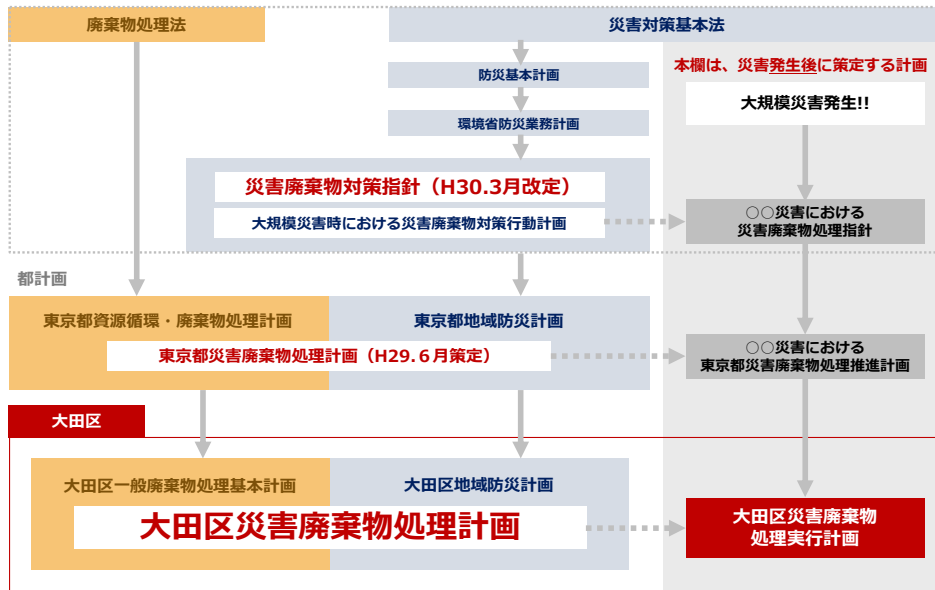 廃棄物処理法
災害対策基本法
本欄は、災害発生後に策定する計画
防災基本計画
大規模災害発生!!
環境省防災業務計画
災害廃棄物対策指針（H30.3月改定）
大規模災害時における災害廃棄物対策行動計画
○○災害における
災害廃棄物処理指針
都計画
東京都資源循環・廃棄物処理計画
東京都地域防災計画
東京都災害廃棄物処理計画（H29.６月策定）
○○災害における
東京都災害廃棄物処理推進計画
大田区
大田区一般廃棄物処理基本計画
大田区地域防災計画
大田区災害廃棄物処理計画
大田区災害廃棄物
処理実行計画